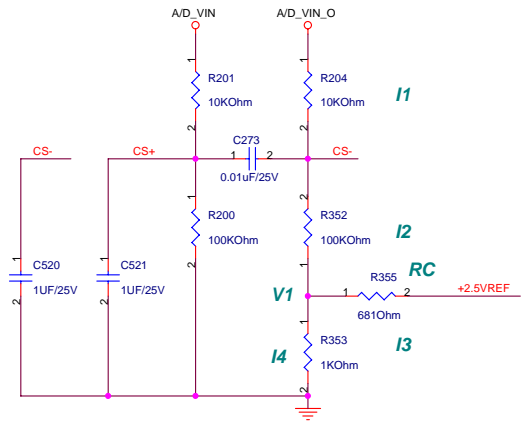 A/D_VIN A/D_VIN_O
1 1
R201 R204
I1
10KOhm 10KOhm
2 2
C273
CS- CS+ 1 2 CS-
0.01uF/25V
1 2
R200 R352
I2
100KOhm 100KOhm
1 1
RC
C520 C521 2 1
R355
1UF/25V 1UF/25V V1 1 2 +2.5VREF
2 2 681Ohm
1
R353
I4 I3
1KOhm
2